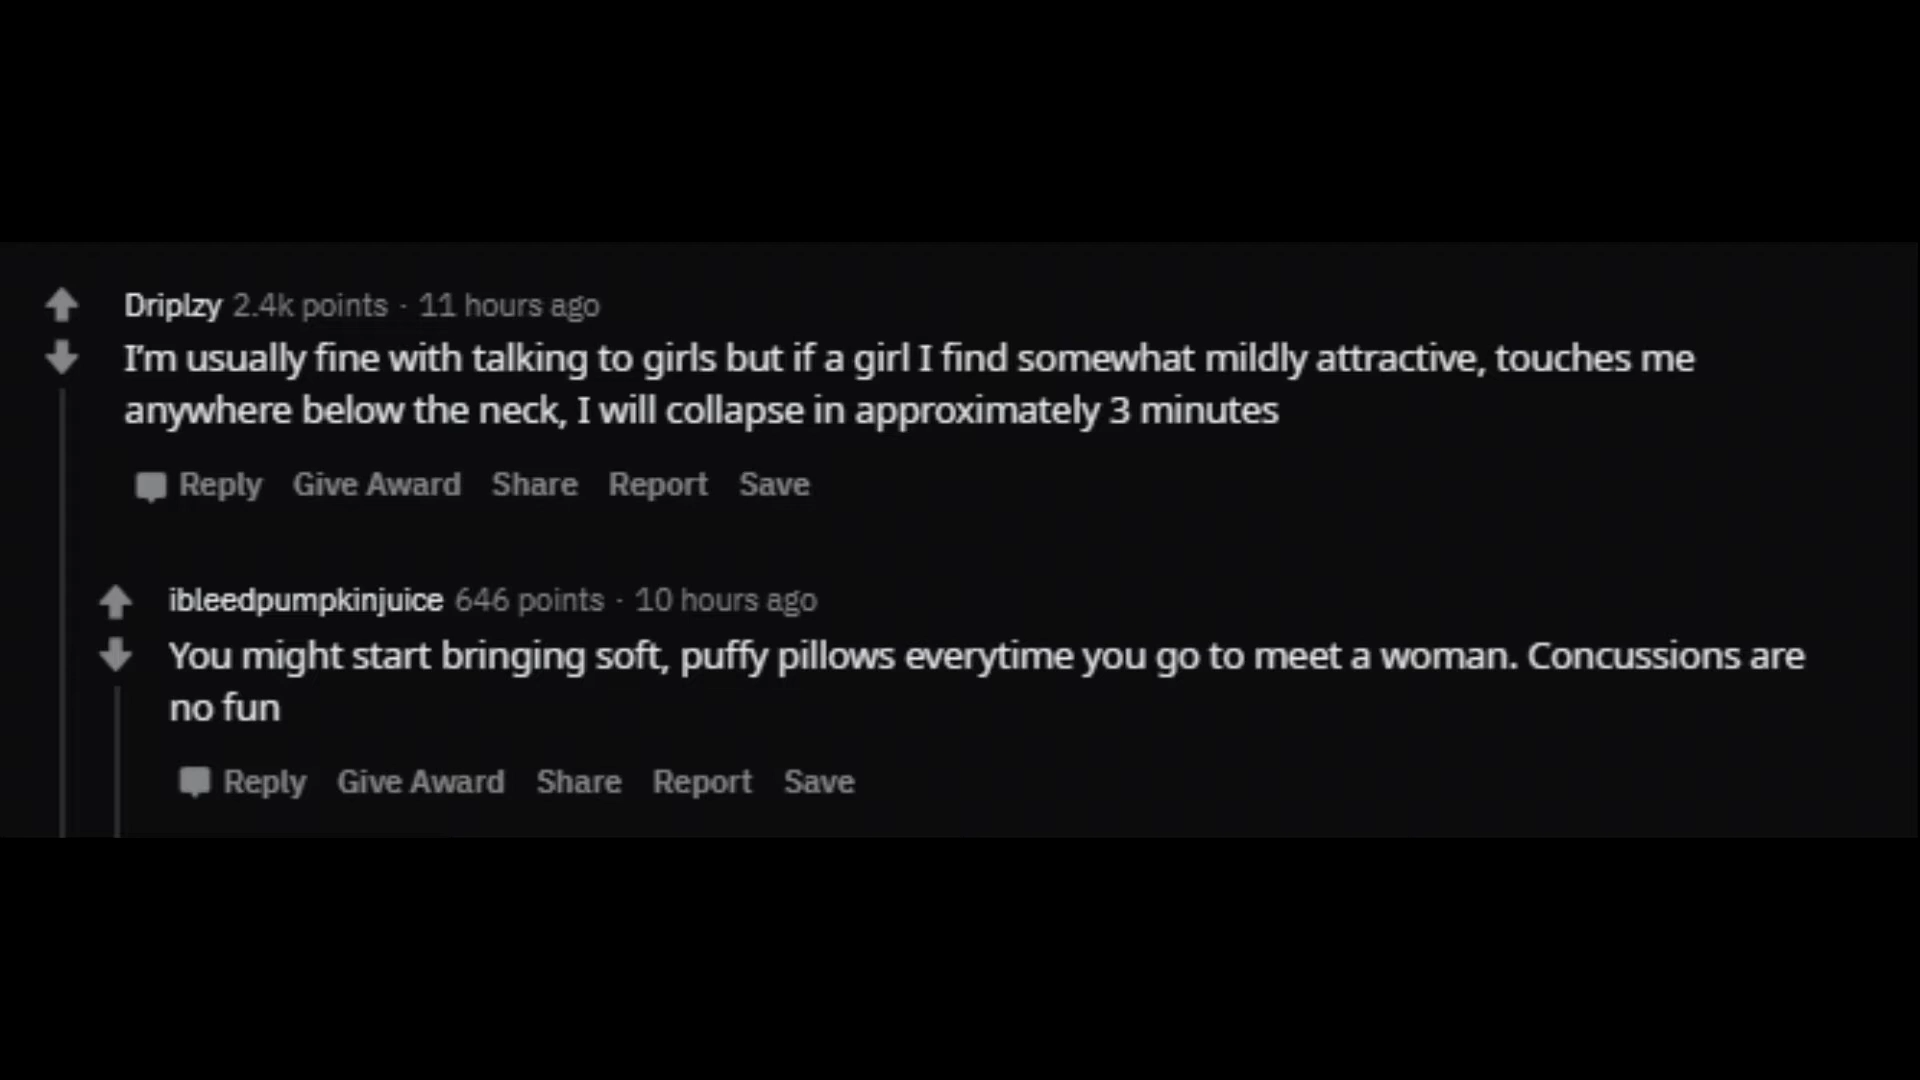 Driplzy 2.4k points · 11 hours ago
I'm usually fine with talking to girls but if a girl I find somewhat mildly attractive, touches me
anywhere below the neck, I will collapse in approximately 3 minutes
Reply Give Award Share Report Save
ibleedpumpkinjuice 646 points · 10 hours ago
You might start bringing soft, puffy pillows everytime you go to meet a woman. Concussions are
no fun
Reply Give Award Share Report Save